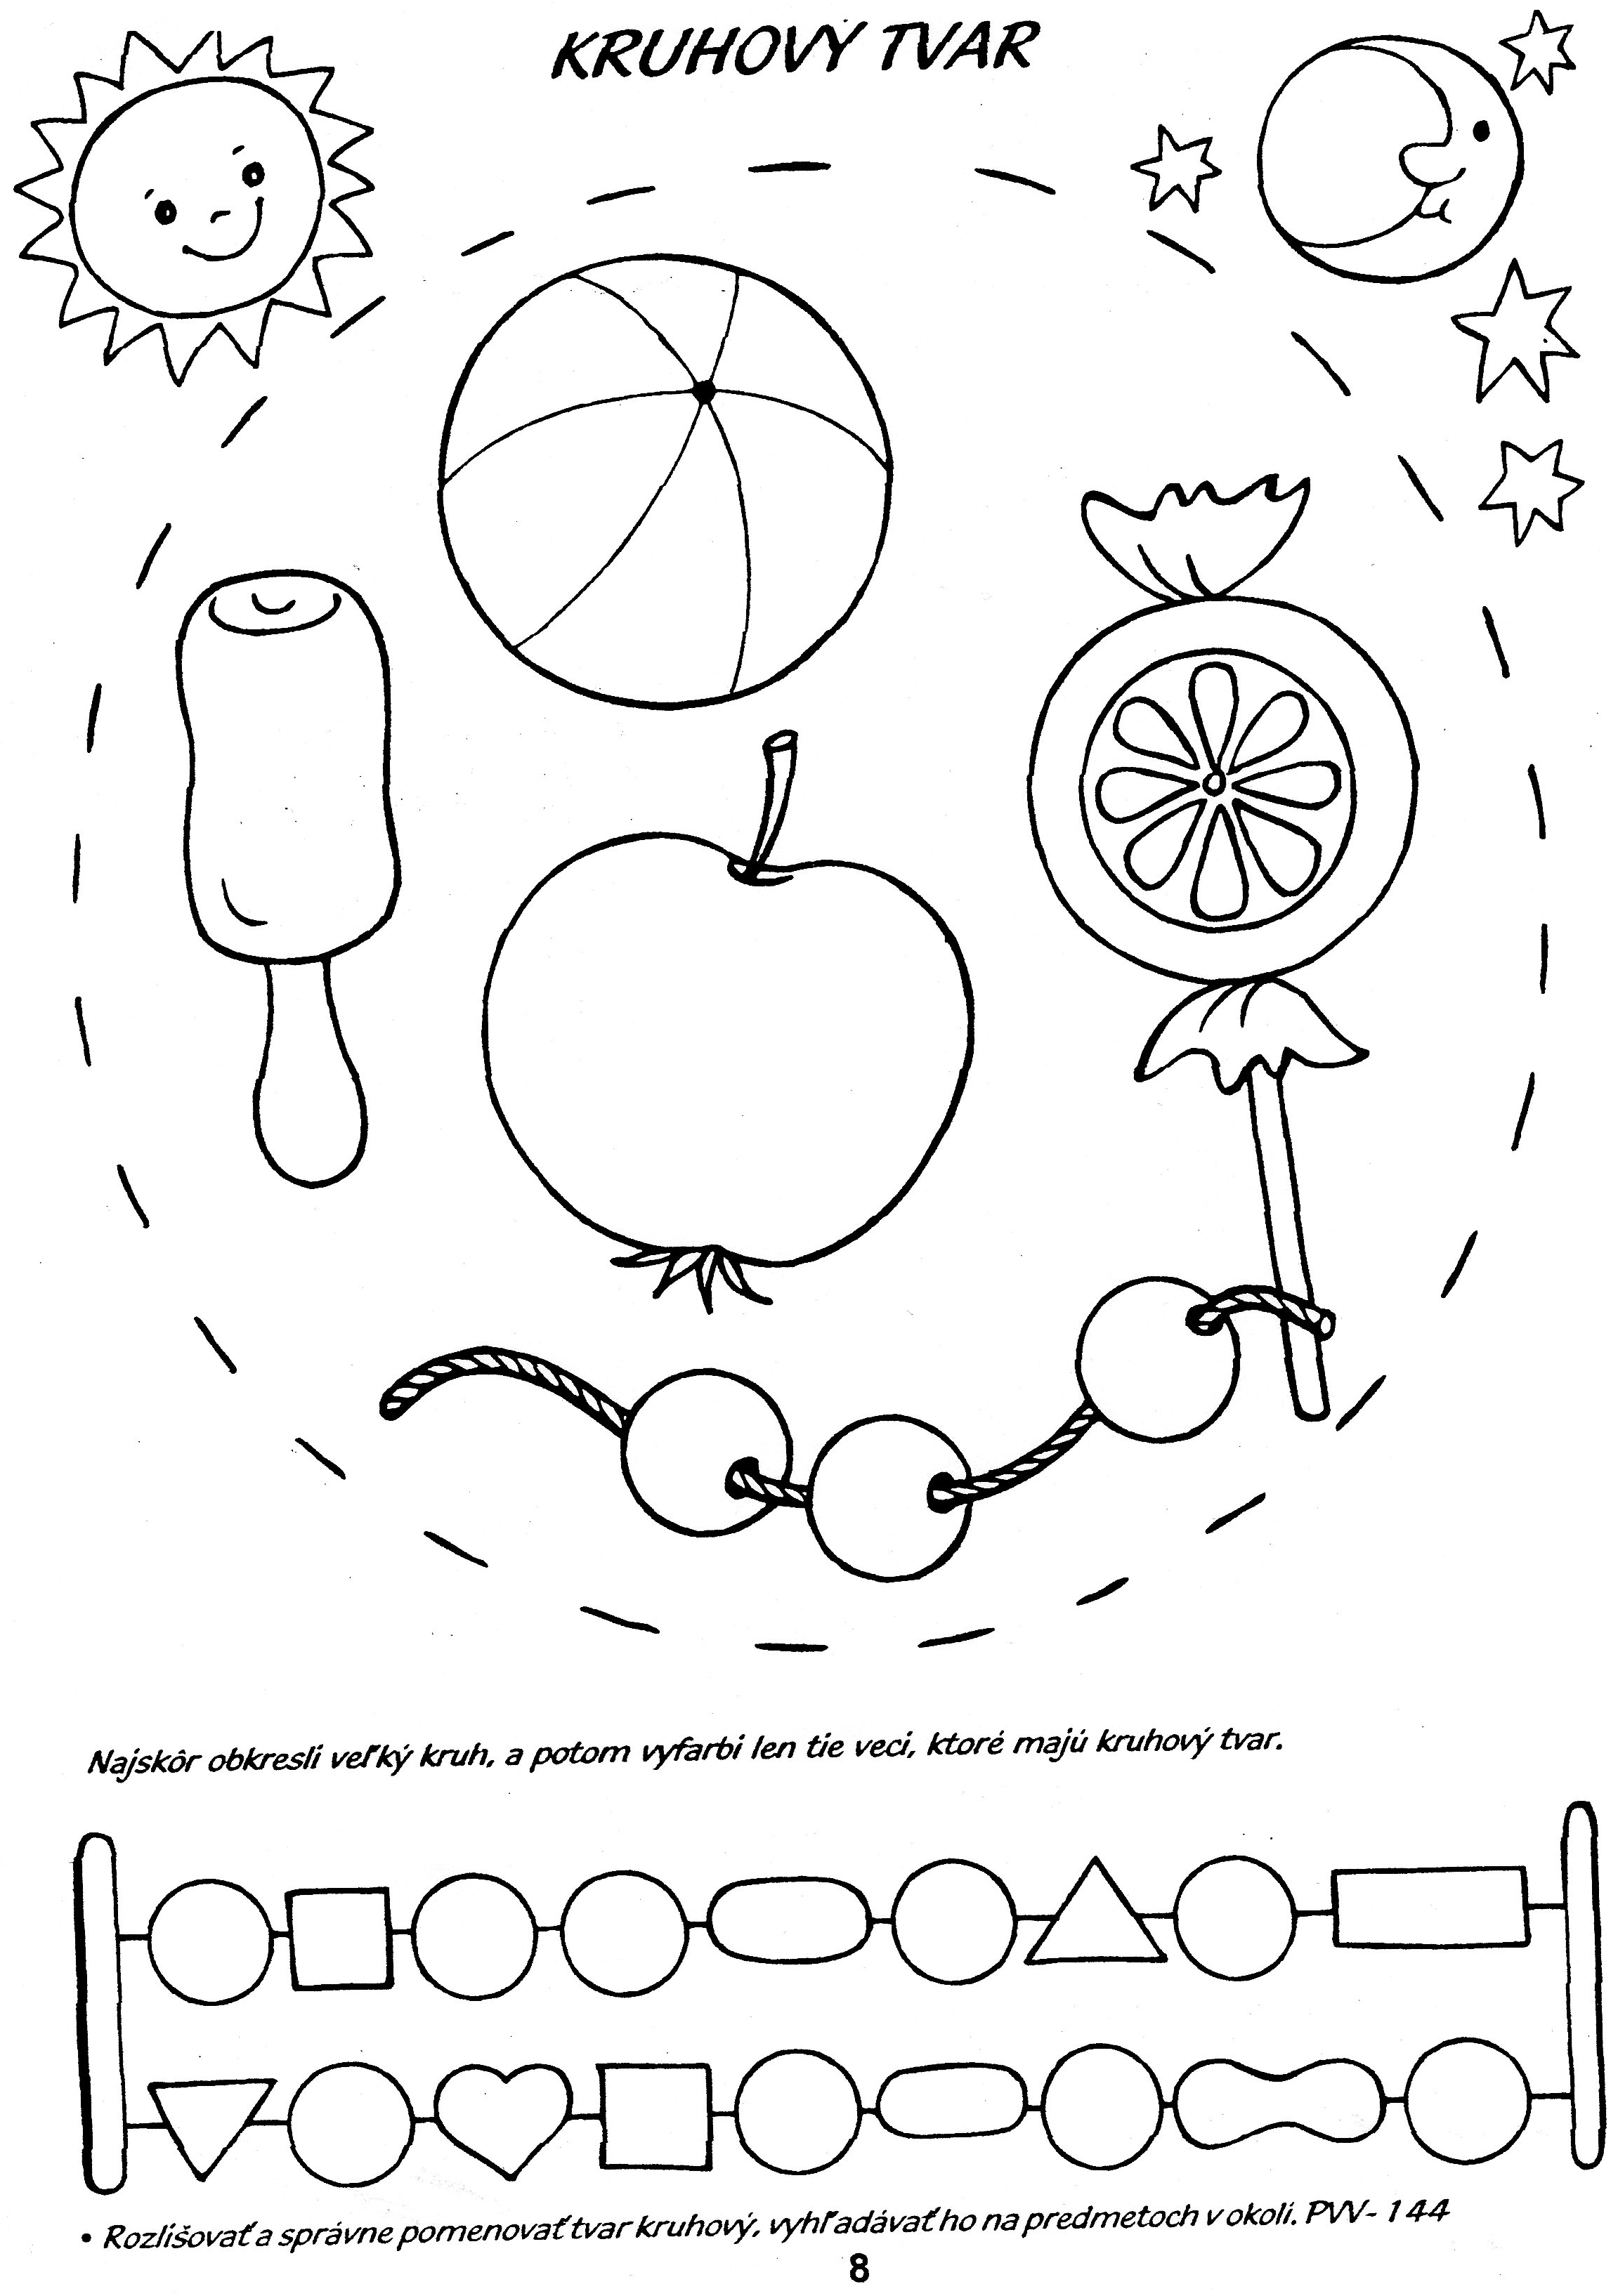 KRUHOVÝ TVAR
Najskôr obkresli veľký kruh, a potom vyfarbi len tie veci, ktoré majú kruhový tvar.
• Rozlišovať a správne pomenovať tvar kruhový, vyhľadávať ho na predmetoch v okolí. PVV- 144
8